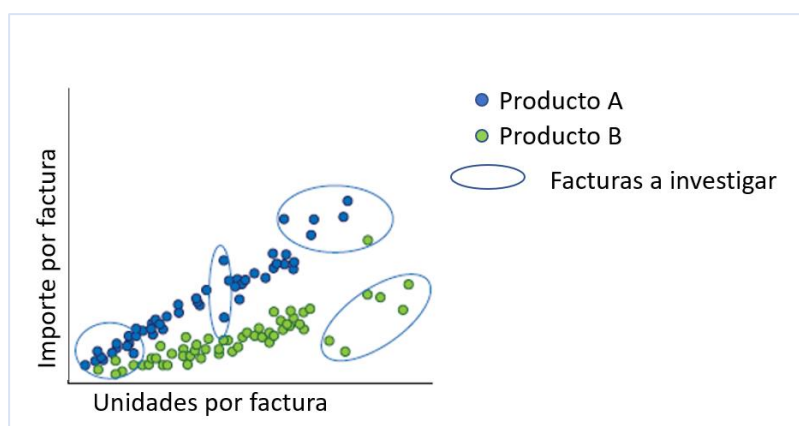 Producto A
Producto B
Facturas a investigar
Importe por factura
Unidades por factura